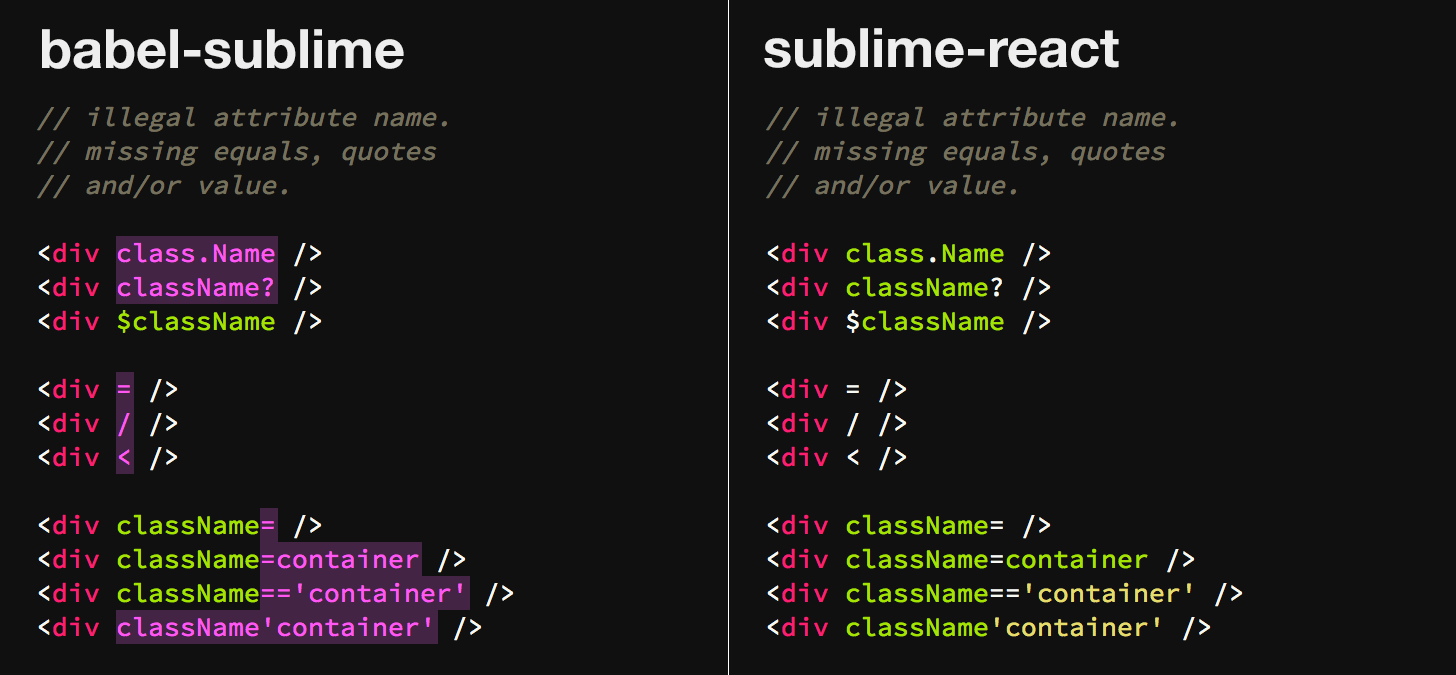 babel-sublime
// illegal attribute name.
// missing equals, quotes
// and/or value.
<div class.Name />
<div className? />
<div $className />
<div = />
<div / />
<div < />
<div className= />
<div className=container />
<div className=='container' />
<div className'container' />
sublime-react
// illegal attribute name.
// missing equals, quotes
// and/or value.
<div class.Name />
<div className? />
<div $className />
<div = />
<div / />
<div < />
<div className= />
<div className=container />
<div className=='container' />
<div className'container' />